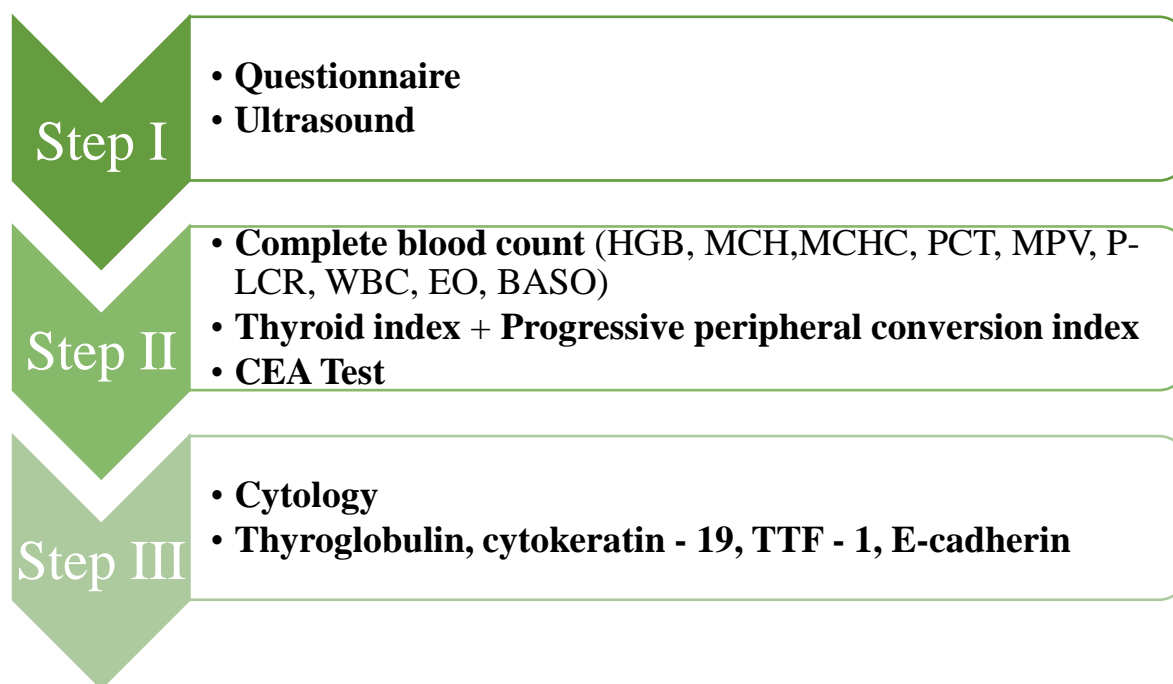 Step I
• Questionnaire
• Ultrasound
Step II
• Complete blood count (HGB, MCH,MCHC, PCT, MPV, P-
LCR, WBC, EO, BASO)
• Thyroid index + Progressive peripheral conversion index
• CEA Test
Step III
• Cytology
• Thyroglobulin, cytokeratin - 19, TTF - 1, E-cadherin